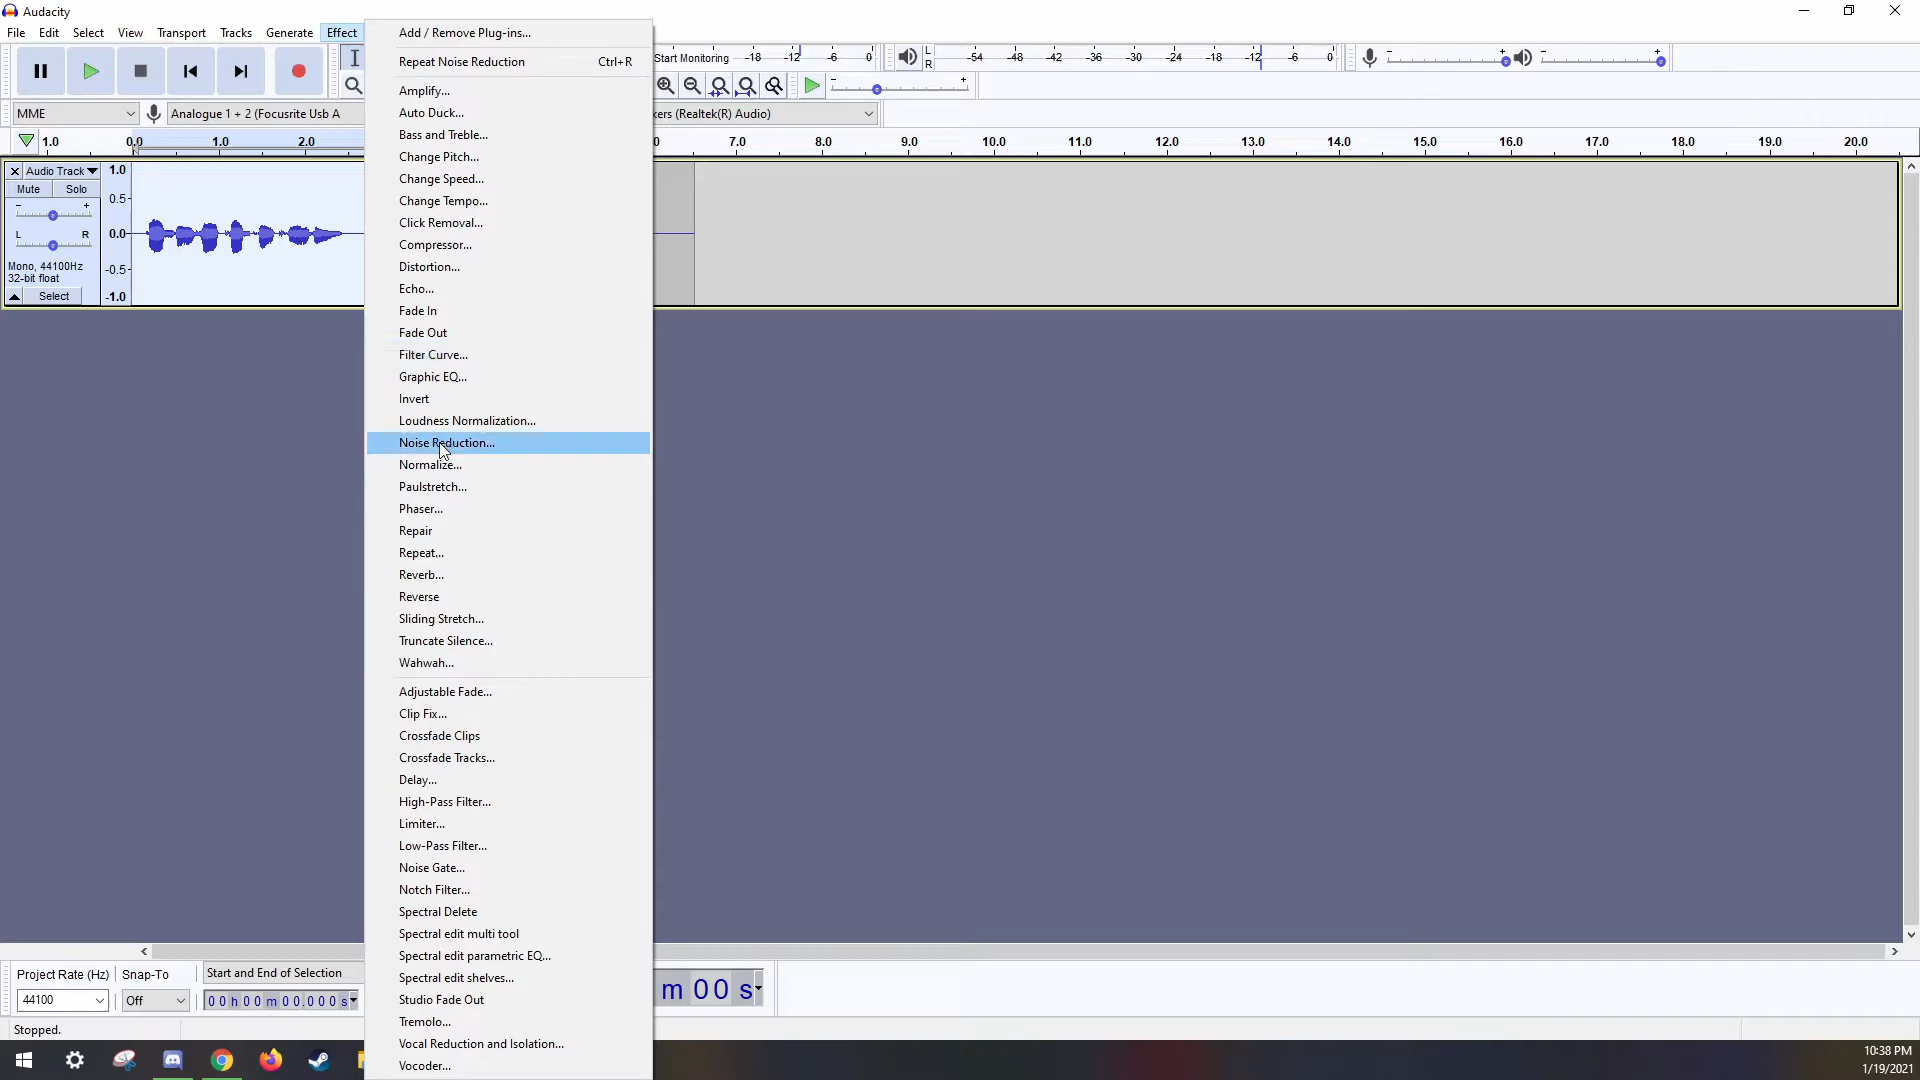 Audacity
File Edit Select View Transport Tracks Generate Effect
Add / Remove Plug-ins...
Repeat Noise Reduction Ctrl+R
Amplify...
Auto Duck...
Bass and Treble...
Change Pitch...
Change Speed...
Change Tempo...
Click Removal...
Compressor...
Distortion...
Echo...
Fade In
Fade Out
Filter Curve...
Graphic EQ...
Invert
Loudness Normalization...
Noise Reduction...
Normalize...
Paulstretch...
Phaser...
Repair
Repeat...
Reverb...
Reverse
Sliding Stretch...
Truncate Silence...
Wahwah...
Adjustable Fade...
Clip Fix...
Crossfade Clips
Crossfade Tracks...
Delay...
High-Pass Filter...
Limiter...
Low-Pass Filter...
Noise Gate...
Notch Filter...
Spectral Delete
Spectral edit multi tool
Spectral edit parametric EQ...
Spectral edit shelves...
Studio Fade Out
Tremolo...
Vocal Reduction and Isolation...
Vocoder...
Start Monitoring -18 -12 -6 0
L
R
-54 -48 -42 -36 -30 -24 -18 -12 -6 0
MME
Analogue 1 + 2 (Focusrite Usb A
kers (Realtek(R) Audio)
1.0 0.0 1.0 2.0
0 7.0 8.0 9.0 10.0 11.0 12.0 13.0 14.0 15.0 16.0 17.0 18.0 19.0 20.0
Audio Track
Mute Solo
- +
L R
Mono, 44100Hz
32-bit float
Select
1.0
0.5
0.0
-0.5
-1.0
Project Rate (Hz) Snap-To
Start and End of Selection
44100 Off
00 h 00 m 00.000 s
m 00 s
Stopped.
10:38 PM
1/19/2021